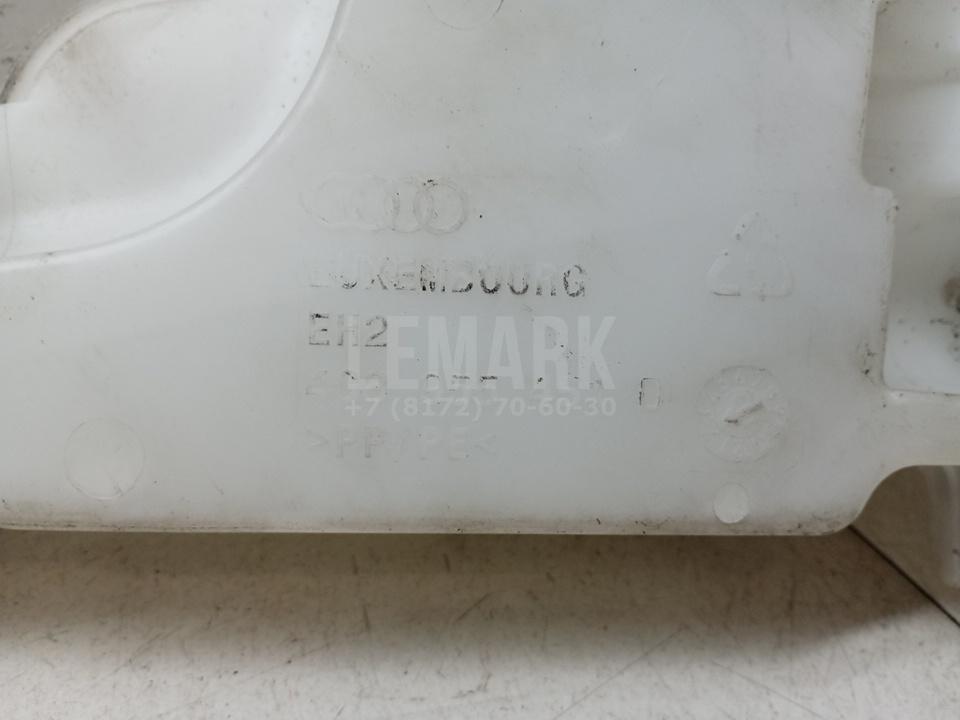 LUXEMBOURG
EH2
LEMARK
+7 (8172) 70-60-30
>PP/PE<